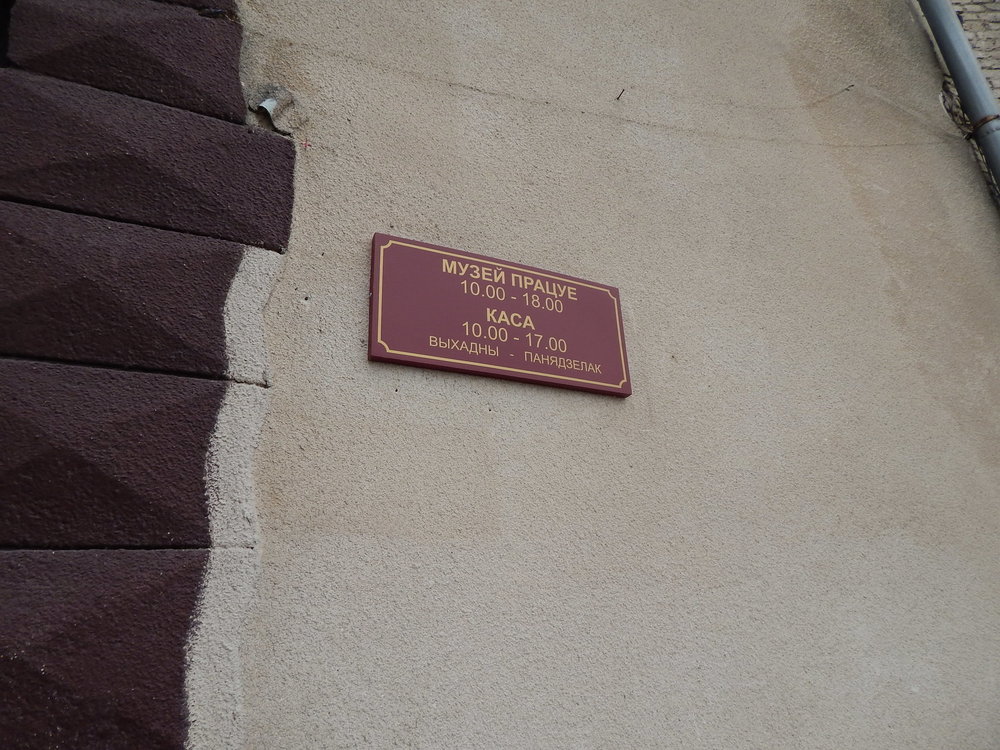 МУЗЕЙ ПРАЦУЕ
10.00 - 18.00
КАСА
10.00 - 17.00
ВЫХАДНЫ - ПАНЯДЗЕЛАК